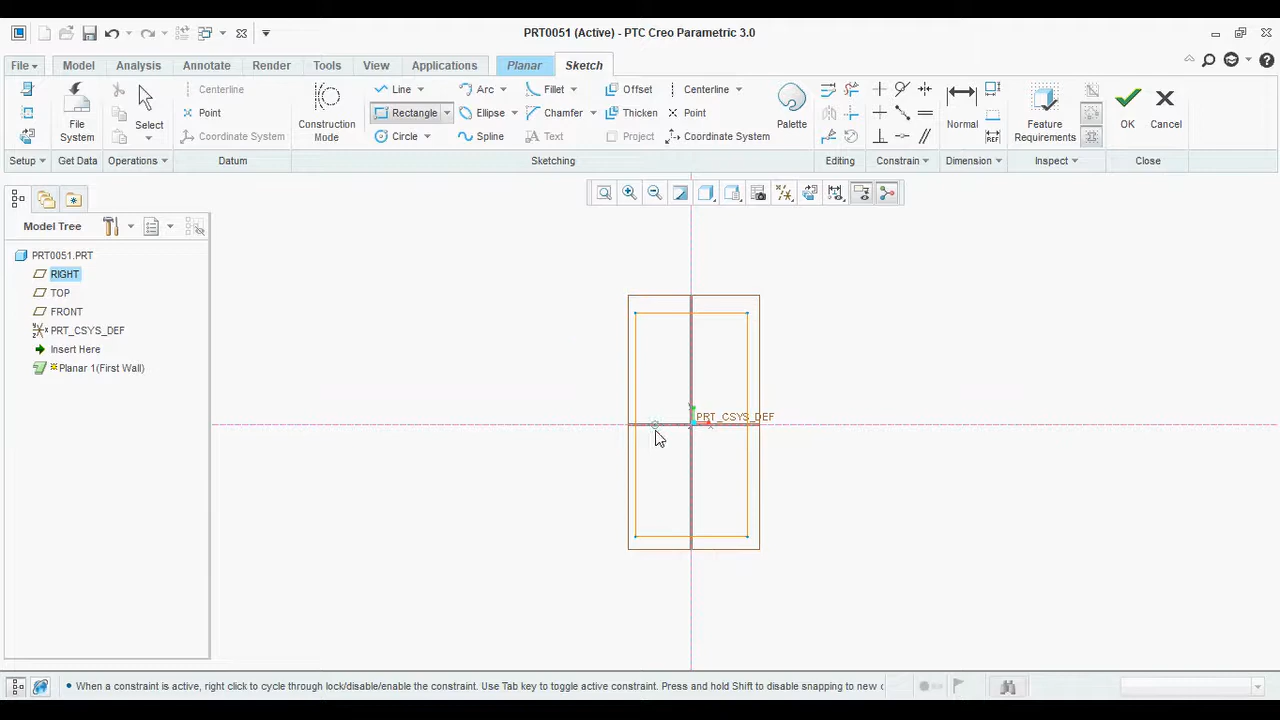 PRT0051 (Active) - PTC Creo Parametric 3.0
File Model Analysis Annotate Render Tools View Applications Planar Sketch
Line Arc Fillet Offset Centerline
Centerline
Rectangle Ellipse Chamfer Thicken Point
Point
Circle Spline Text Project Coordinate System
Coordinate System
File System
Select
Construction Mode
Palette
Normal
Feature Requirements
OK
Cancel
Setup Get Data Operations Datum Sketching Editing Constrain Dimension Inspect Close
Model Tree
PRT0051.PRT
RIGHT
TOP
FRONT
PRT_CSYS_DEF
Insert Here
Planar 1(First Wall)
PRT_CSYS_DEF
• When a constraint is active, right click to cycle through lock/disable/enable the constraint. Use Tab key to toggle active constraint. Press and hold Shift to disable snapping to new c